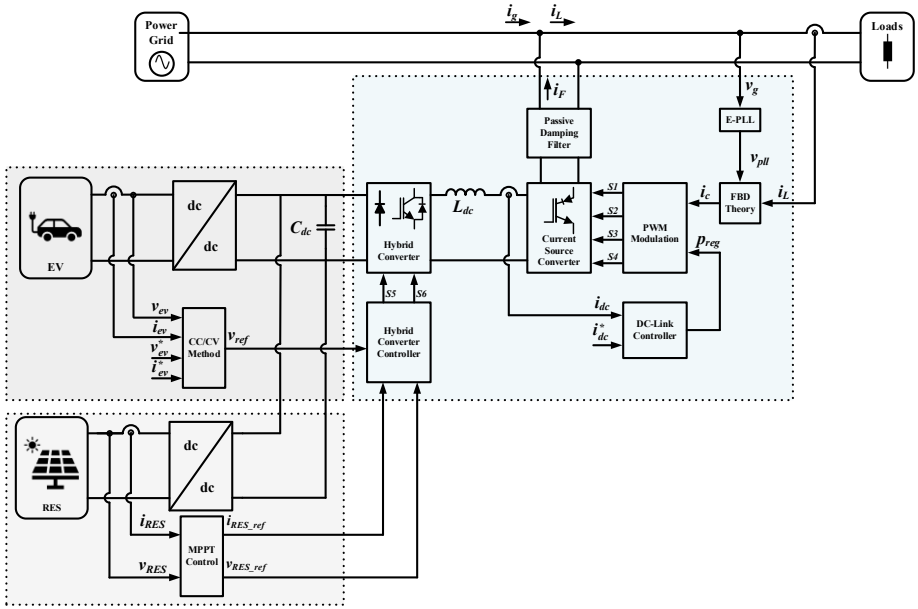 Power
Grid
i_g
i_L
Loads
i_F
v_g
Passive
Damping
Filter
E-PLL
v_pll
EV
dc
dc
C_dc
Hybrid
Converter
L_dc
Current
Source
Converter
S1
S2
S3
S4
PWM
Modulation
i_c
FBD
Theory
i_L
p_reg
S5
S6
v_ev
i_ev
v*_ev
i*_ev
CC/CV
Method
v_ref
Hybrid
Converter
Controller
i_dc
i*_dc
DC-Link
Controller
RES
dc
dc
i_RES
v_RES
MPPT
Control
i_RES_ref
v_RES_ref